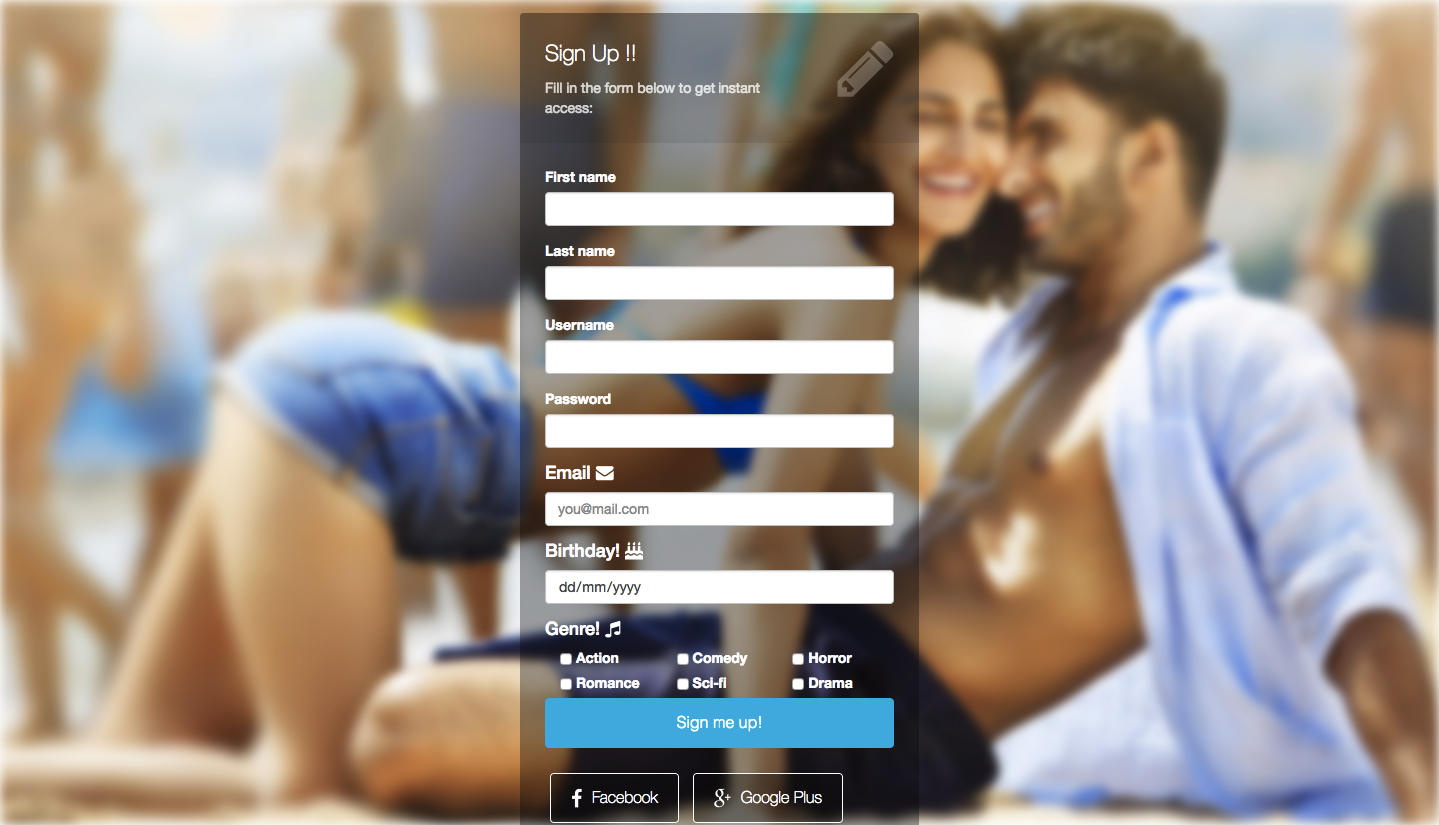 Sign Up !!
Fill in the form below to get instant
access:
First name
Last name
Username
Password
Email
you@mail.com
Birthday!
dd/mm/yyyy
Genre!
Action Comedy Horror
Romance Sci-fi Drama
Sign me up!
Facebook Google Plus